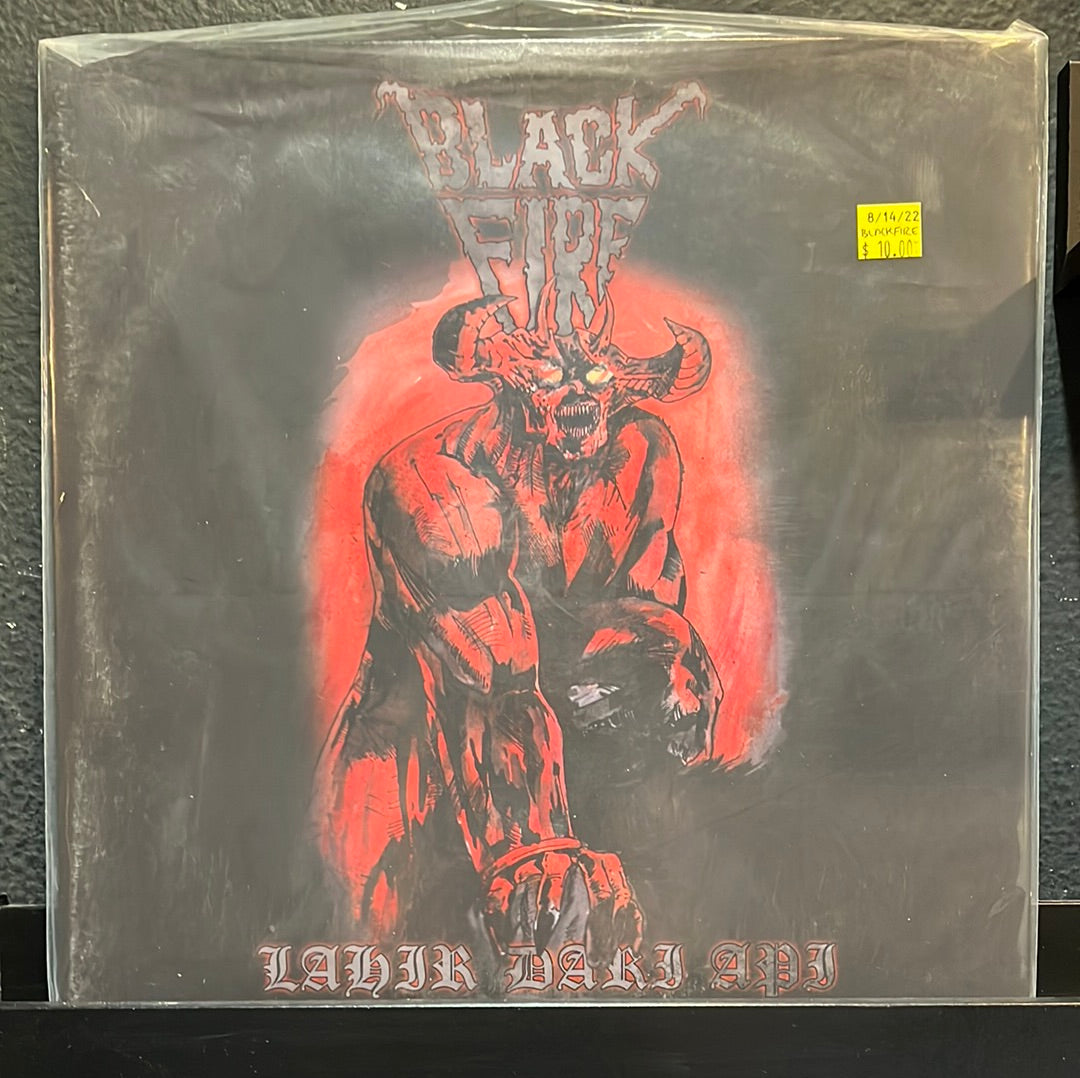 BLACK
FIRE
8/14/22
BLACKFIRE
$ 10.00
LAHIR DARI API